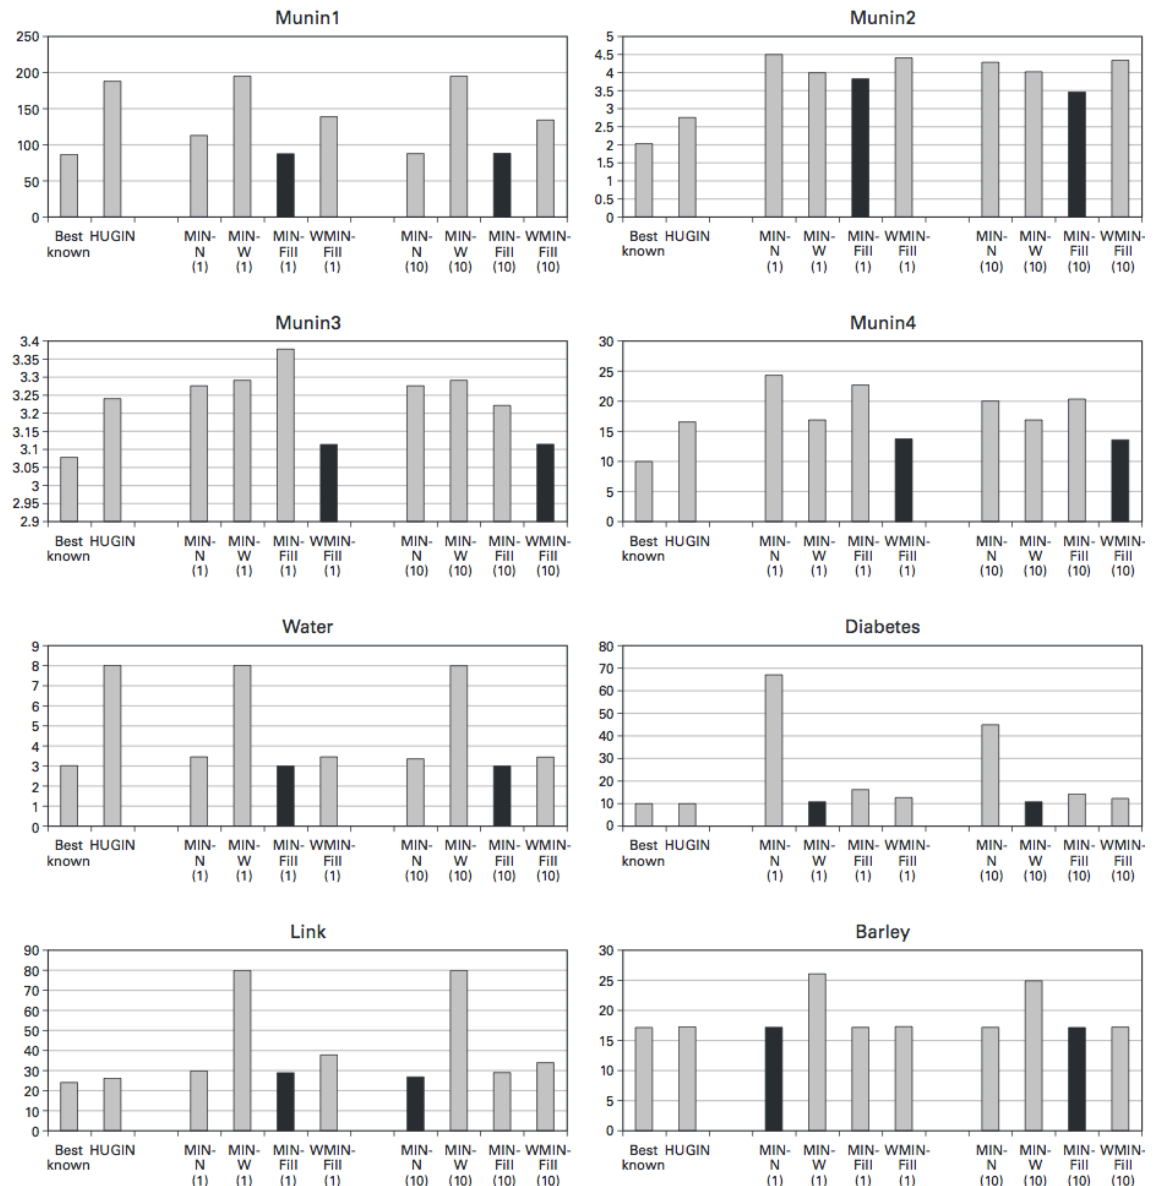 Munin1
250
200
150
100
50
0
Best known
HUGIN
MIN-N (1)
MIN-W (1)
MIN-Fill (1)
WMIN-Fill (1)
MIN-N (10)
MIN-W (10)
MIN-Fill (10)
WMIN-Fill (10)
Munin2
5
4.5
4
3.5
3
2.5
2
1.5
1
0.5
0
Best known
HUGIN
MIN-N (1)
MIN-W (1)
MIN-Fill (1)
WMIN-Fill (1)
MIN-N (10)
MIN-W (10)
MIN-Fill (10)
WMIN-Fill (10)
Munin3
3.4
3.35
3.3
3.25
3.2
3.15
3.1
3.05
3
2.95
2.9
Best known
HUGIN
MIN-N (1)
MIN-W (1)
MIN-Fill (1)
WMIN-Fill (1)
MIN-N (10)
MIN-W (10)
MIN-Fill (10)
WMIN-Fill (10)
Munin4
30
25
20
15
10
5
0
Best known
HUGIN
MIN-N (1)
MIN-W (1)
MIN-Fill (1)
WMIN-Fill (1)
MIN-N (10)
MIN-W (10)
MIN-Fill (10)
WMIN-Fill (10)
Water
9
8
7
6
5
4
3
2
1
0
Best known
HUGIN
MIN-N (1)
MIN-W (1)
MIN-Fill (1)
WMIN-Fill (1)
MIN-N (10)
MIN-W (10)
MIN-Fill (10)
WMIN-Fill (10)
Diabetes
80
70
60
50
40
30
20
10
0
Best known
HUGIN
MIN-N (1)
MIN-W (1)
MIN-Fill (1)
WMIN-Fill (1)
MIN-N (10)
MIN-W (10)
MIN-Fill (10)
WMIN-Fill (10)
Link
90
80
70
60
50
40
30
20
10
0
Best known
HUGIN
MIN-N (1)
MIN-W (1)
MIN-Fill (1)
WMIN-Fill (1)
MIN-N (10)
MIN-W (10)
MIN-Fill (10)
WMIN-Fill (10)
Barley
30
25
20
15
10
5
0
Best known
HUGIN
MIN-N (1)
MIN-W (1)
MIN-Fill (1)
WMIN-Fill (1)
MIN-N (10)
MIN-W (10)
MIN-Fill (10)
WMIN-Fill (10)